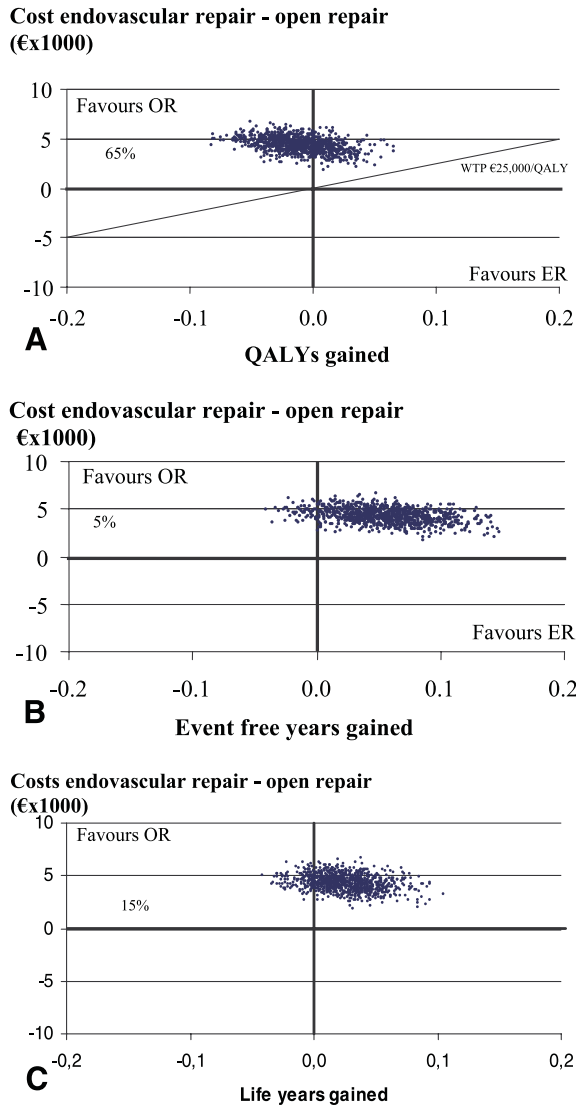 Cost endovascular repair - open repair
(€x1000)
10
Favours OR
5
65%
WTP €25,000/QALY
0
-5
Favours ER
-10
-0.2 -0.1 0.0 0.1 0.2
A
QALYs gained
Cost endovascular repair - open repair
€x1000)
10
Favours OR
5
5%
0
-5
Favours ER
-10
-0.2 -0.1 0.0 0.1 0.2
B
Event free years gained
Costs endovascular repair - open repair
(€x1000)
10
Favours OR
5
15%
0
-5
-10
-0,2 -0,1 0,0 0,1 0,2
C
Life years gained